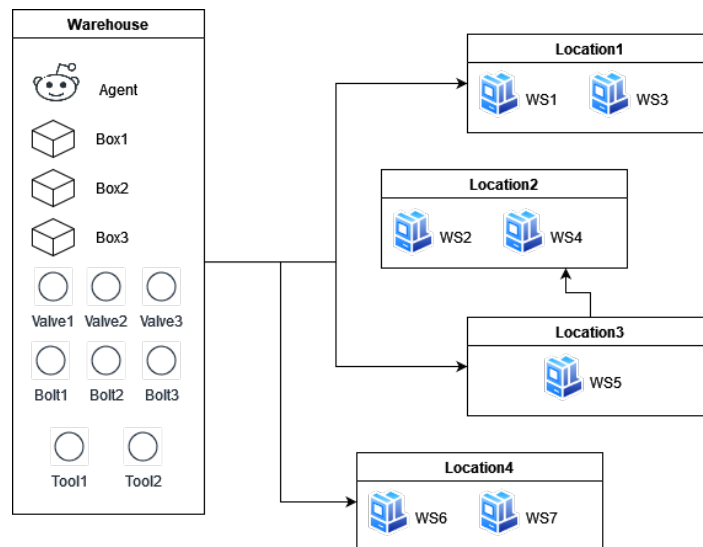 Warehouse
Agent
Box1
Box2
Box3
Valve1 Valve2 Valve3
Bolt1 Bolt2 Bolt3
Tool1 Tool2
Location1
WS1 WS3
Location2
WS2 WS4
Location3
WS5
Location4
WS6 WS7